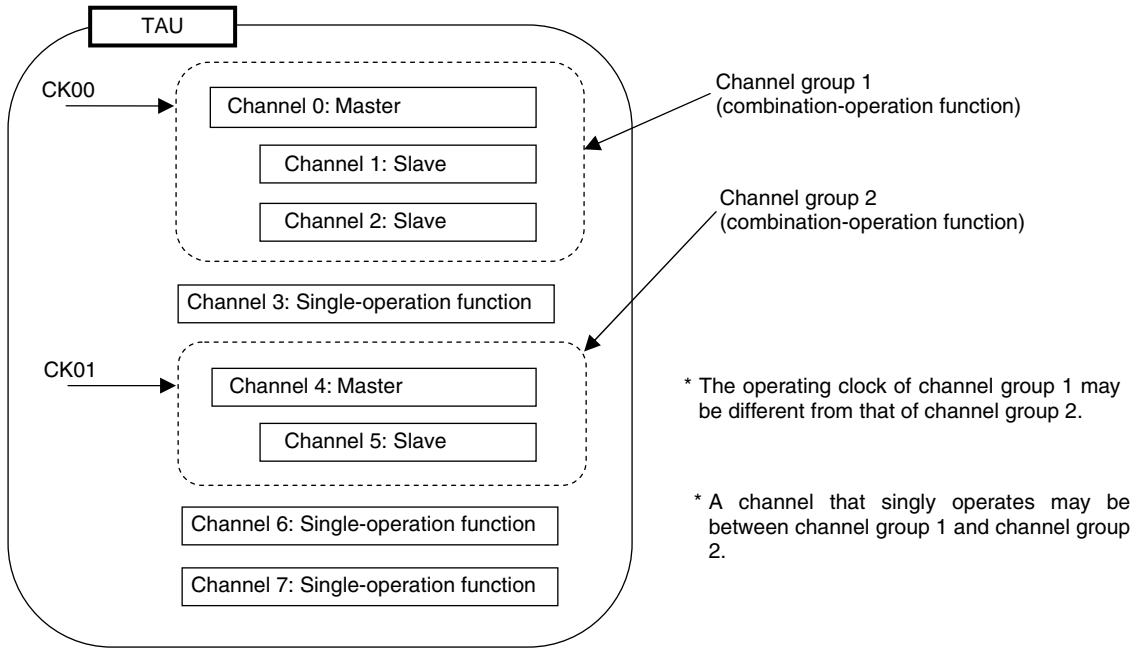 TAU
CK00
Channel 0: Master
Channel 1: Slave
Channel 2: Slave
Channel group 1
(combination-operation function)
Channel group 2
(combination-operation function)
Channel 3: Single-operation function
CK01
Channel 4: Master
Channel 5: Slave
* The operating clock of channel group 1 may
be different from that of channel group 2.
Channel 6: Single-operation function
Channel 7: Single-operation function
* A channel that singly operates may be
between channel group 1 and channel group
2.